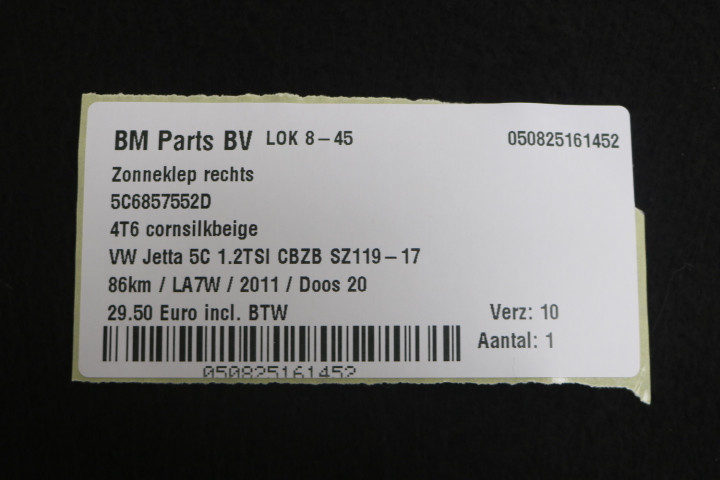 BM Parts BV LOK 8-45 050825161452
Zonneklep rechts
5C6857552D
4T6 cornsilkbeige
VW Jetta 5C 1.2TSI CBZB SZ119-17
86km / LA7W / 2011 / Doos 20
29.50 Euro incl. BTW Verz: 10
Aantal: 1
050825161452